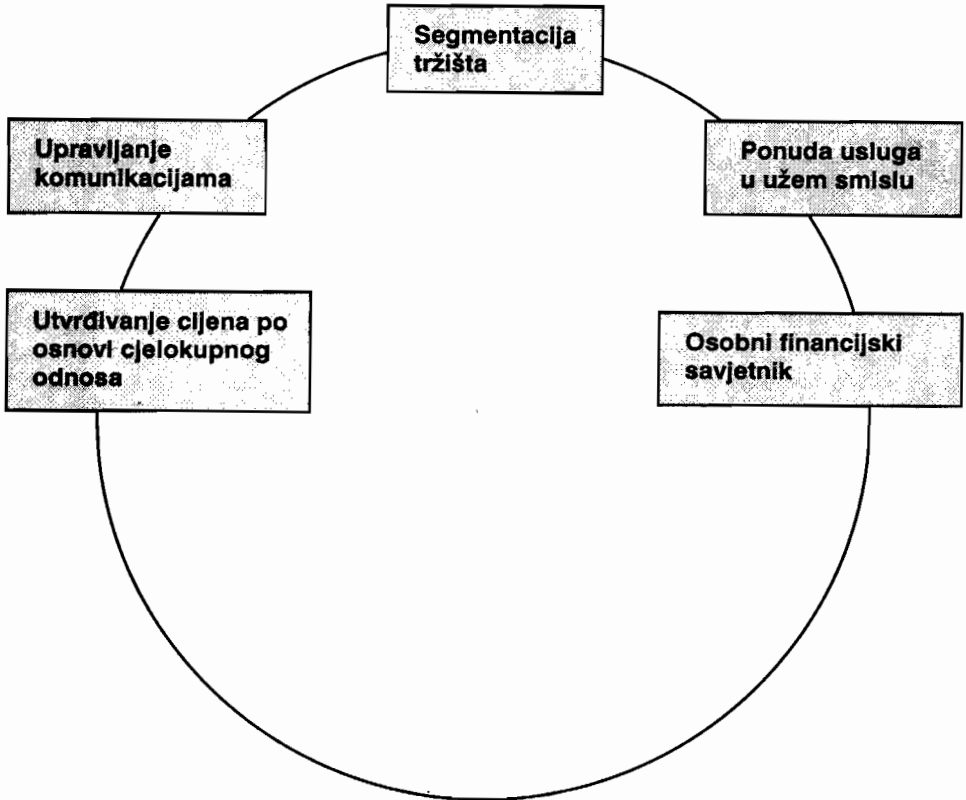 Segmentacija
tržišta
Upravljanje
komunikacijama
Ponuda usluga
u užem smislu
Utvrđivanje cijena po
osnovi cjelokupnog
odnosa
Osobni financijski
savjetnik